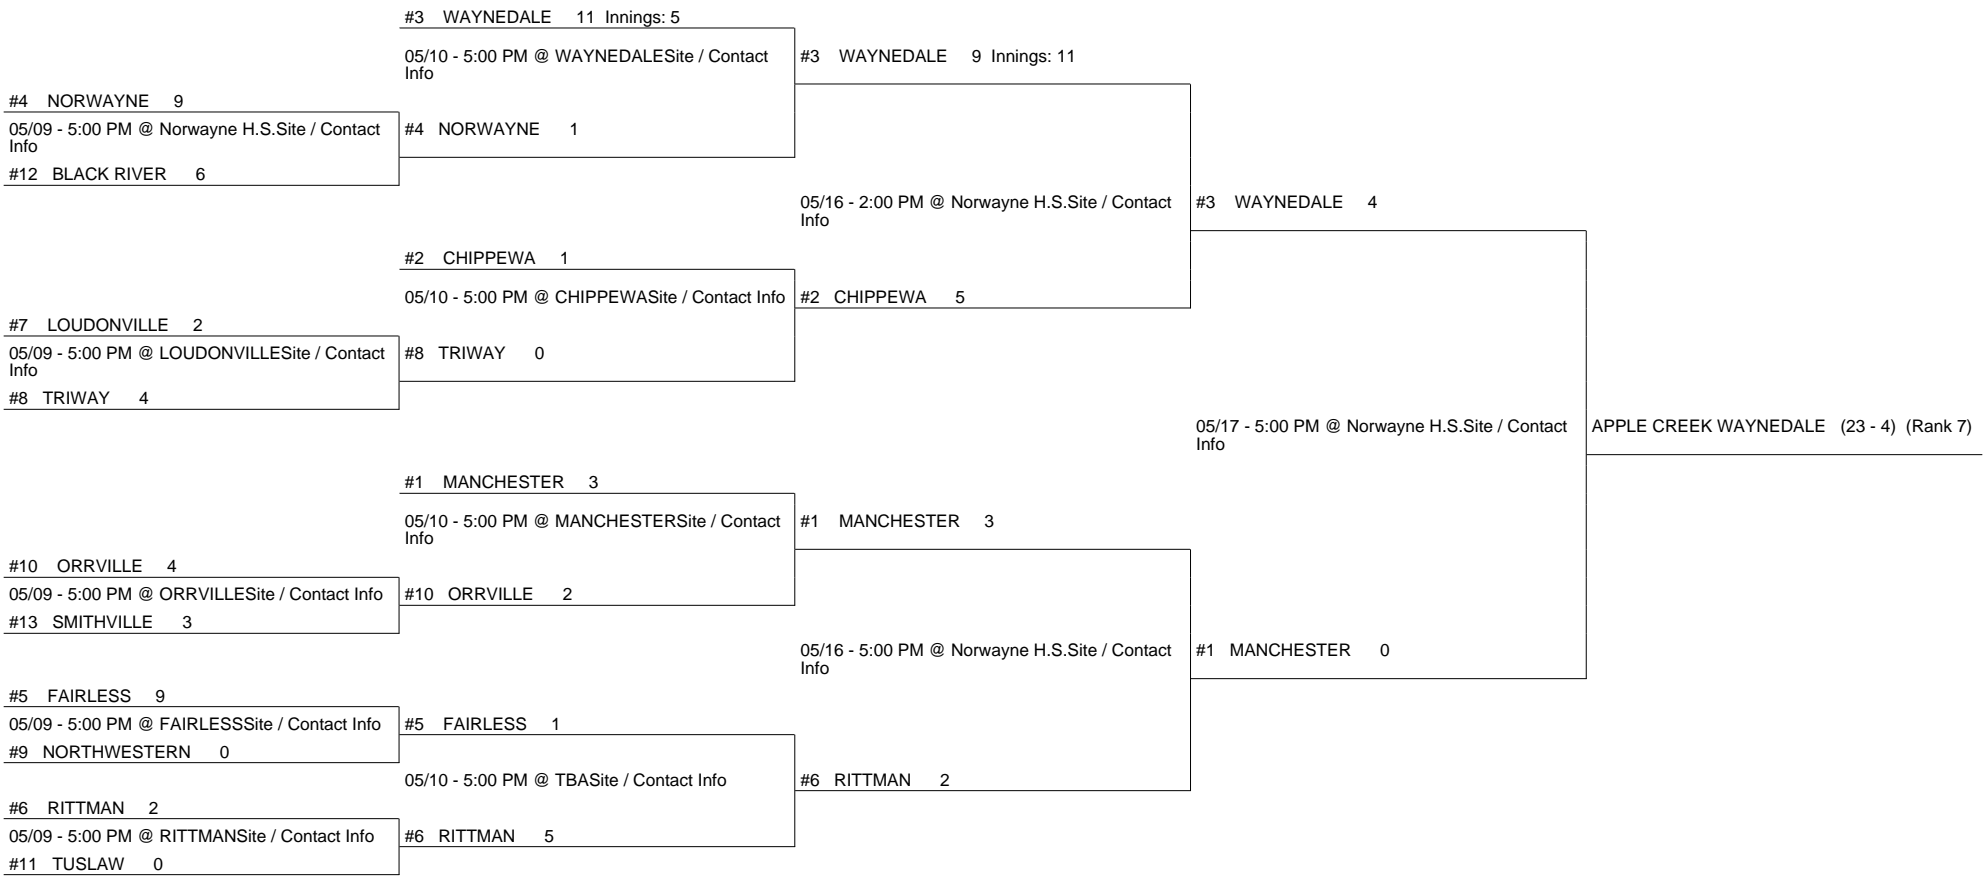 #3 WAYNEDALE 11 Innings: 5
05/10 - 5:00 PM @ WAYNEDALESite / Contact
Info
#3 WAYNEDALE 9 Innings: 11
#4 NORWAYNE 9
05/09 - 5:00 PM @ Norwayne H.S.Site / Contact
Info
#4 NORWAYNE 1
#12 BLACK RIVER 6
05/16 - 2:00 PM @ Norwayne H.S.Site / Contact
Info
#3 WAYNEDALE 4
#2 CHIPPEWA 1
05/10 - 5:00 PM @ CHIPPEWASite / Contact Info
#2 CHIPPEWA 5
#7 LOUDONVILLE 2
05/09 - 5:00 PM @ LOUDONVILLESite / Contact
Info
#8 TRIWAY 0
#8 TRIWAY 4
05/17 - 5:00 PM @ Norwayne H.S.Site / Contact
Info
APPLE CREEK WAYNEDALE (23 - 4) (Rank 7)
#1 MANCHESTER 3
05/10 - 5:00 PM @ MANCHESTERSite / Contact
Info
#1 MANCHESTER 3
#10 ORRVILLE 4
05/09 - 5:00 PM @ ORRVILLESite / Contact Info
#10 ORRVILLE 2
#13 SMITHVILLE 3
05/16 - 5:00 PM @ Norwayne H.S.Site / Contact
Info
#1 MANCHESTER 0
#5 FAIRLESS 9
05/09 - 5:00 PM @ FAIRLESSSite / Contact Info
#5 FAIRLESS 1
#9 NORTHWESTERN 0
05/10 - 5:00 PM @ TBASite / Contact Info
#6 RITTMAN 2
#6 RITTMAN 2
05/09 - 5:00 PM @ RITTMANSite / Contact Info
#6 RITTMAN 5
#11 TUSLAW 0